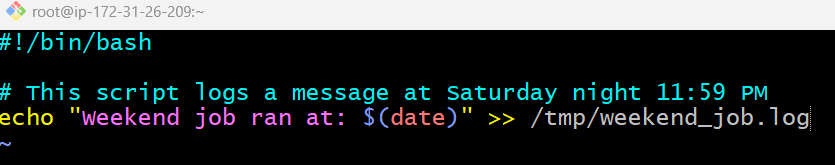 root@ip-172-31-26-209:~
#!/bin/bash
# This script logs a message at Saturday night 11:59 PM
echo "Weekend job ran at: $(date)" >> /tmp/weekend_job.log
~